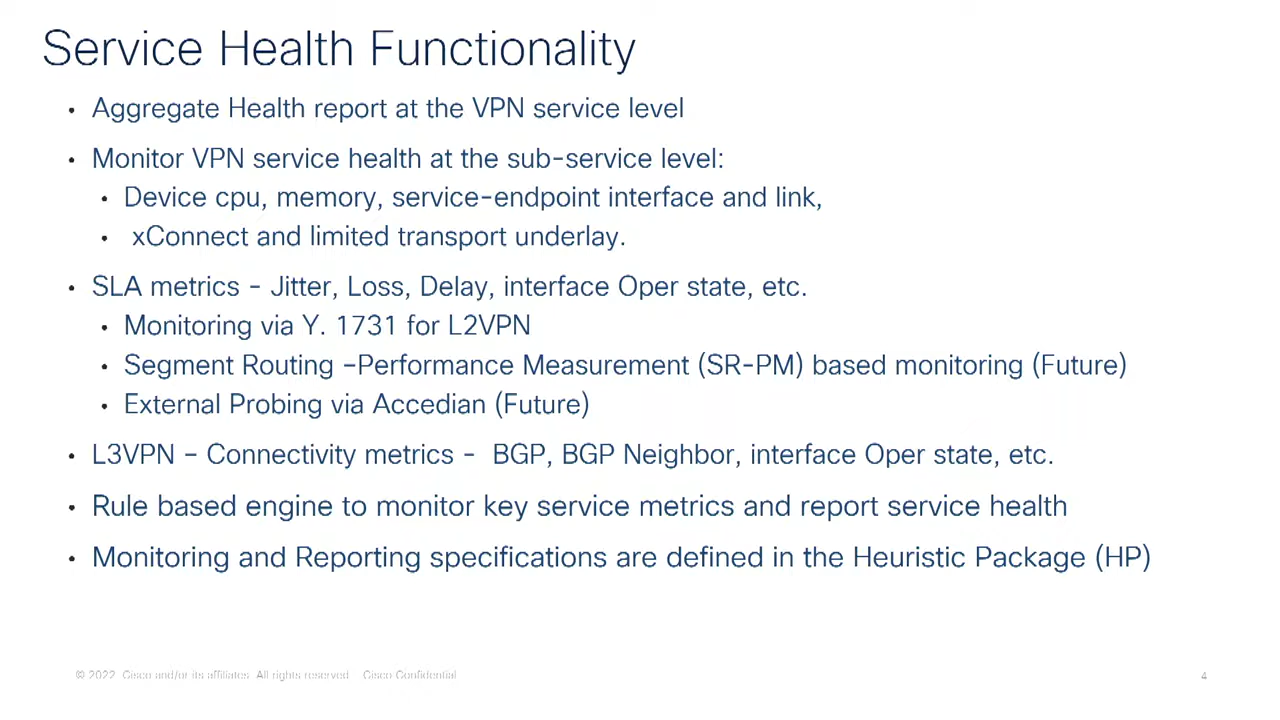 Service Health Functionality
• Aggregate Health report at the VPN service level
• Monitor VPN service health at the sub-service level:
• Device cpu, memory, service-endpoint interface and link,
• xConnect and limited transport underlay.
• SLA metrics - Jitter, Loss, Delay, interface Oper state, etc.
• Monitoring via Y. 1731 for L2VPN
• Segment Routing –Performance Measurement (SR-PM) based monitoring (Future)
• External Probing via Accedian (Future)
• L3VPN – Connectivity metrics - BGP, BGP Neighbor, interface Oper state, etc.
• Rule based engine to monitor key service metrics and report service health
• Monitoring and Reporting specifications are defined in the Heuristic Package (HP)
© 2022 Cisco and/or its affiliates. All rights reserved. Cisco Confidential
4